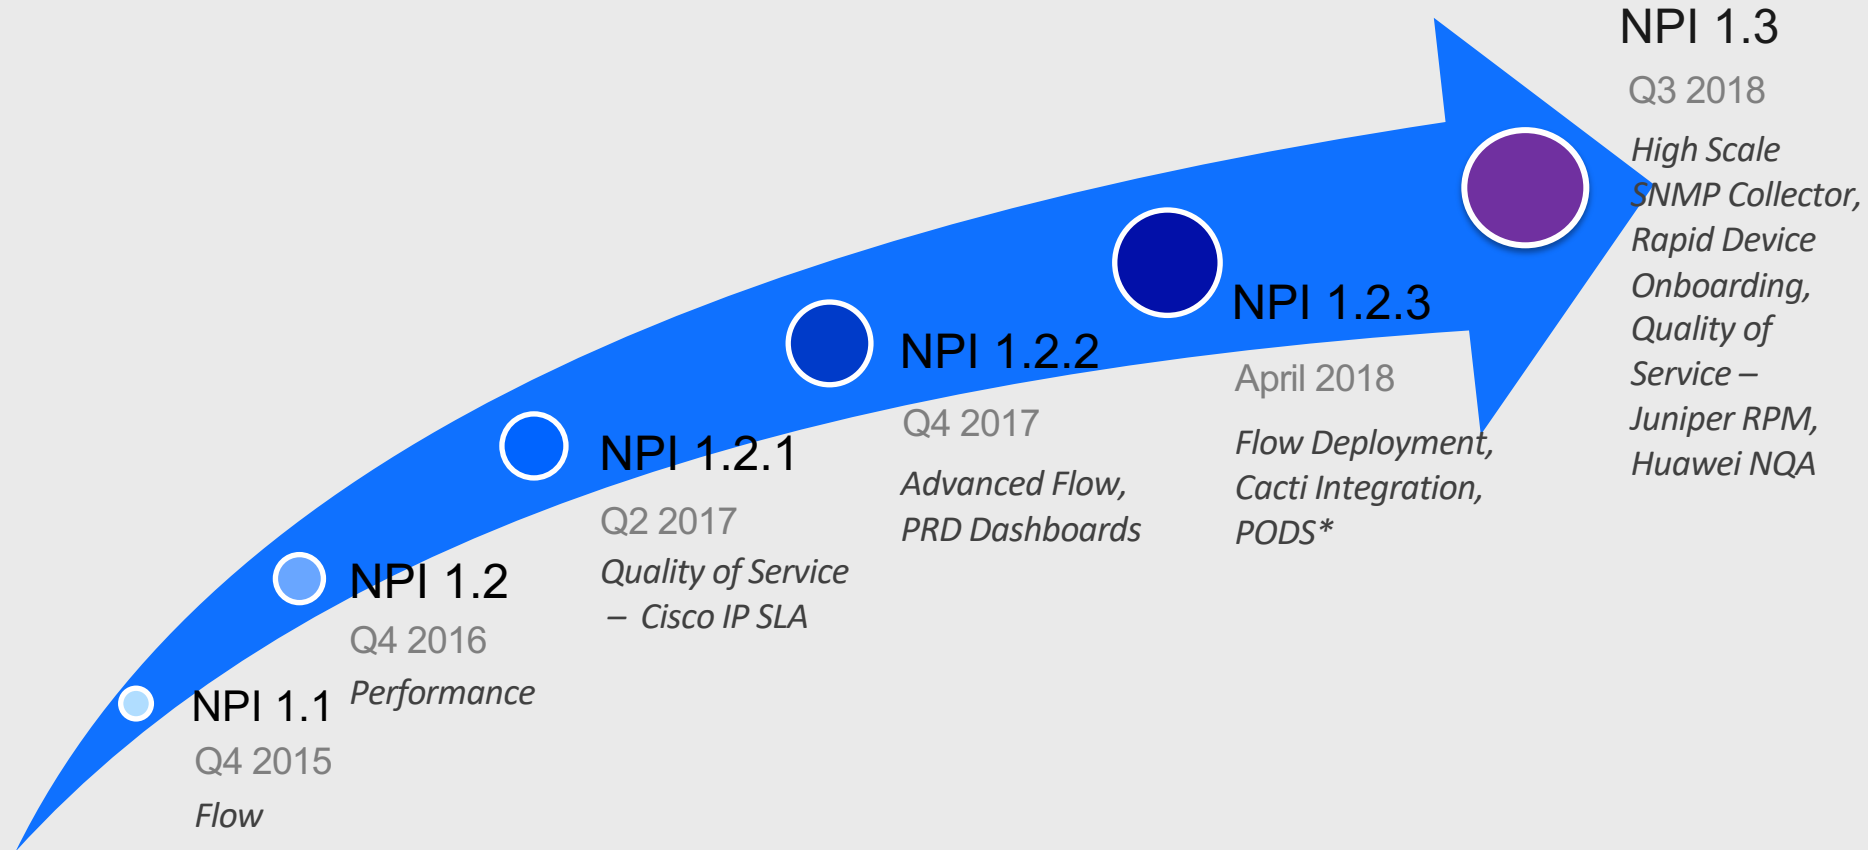 NPI 1.1
Q4 2015
Flow
NPI 1.2
Q4 2016
Performance
NPI 1.2.1
Q2 2017
Quality of Service
– Cisco IP SLA
NPI 1.2.2
Q4 2017
Advanced Flow,
PRD Dashboards
NPI 1.2.3
April 2018
Flow Deployment,
Cacti Integration,
PODS*
NPI 1.3
Q3 2018
High Scale
SNMP Collector,
Rapid Device
Onboarding,
Quality of
Service –
Juniper RPM,
Huawei NQA